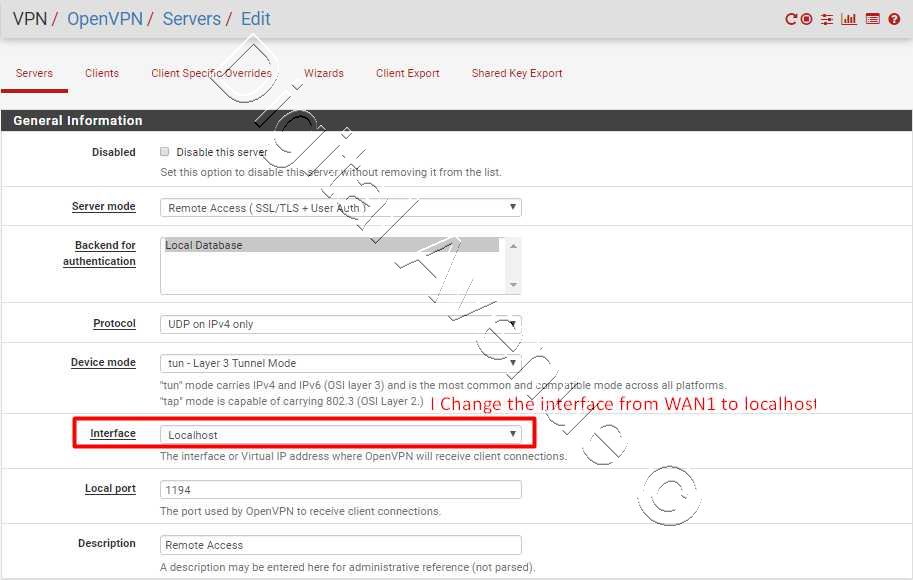 VPN / OpenVPN / Servers / Edit
Servers Clients Client Specific Overrides Wizards Client Export Shared Key Export
General Information
Disabled Disable this server
Set this option to disable this server without removing it from the list.
Server mode Remote Access ( SSL/TLS + User Auth )
Backend for authentication Local Database
Protocol UDP on IPv4 only
Device mode tun - Layer 3 Tunnel Mode
"tun" mode carries IPv4 and IPv6 (OSI layer 3) and is the most common and compatible mode across all platforms.
"tap" mode is capable of carrying 802.3 (OSI Layer 2.) I Change the interface from WAN1 to localhost
Interface Localhost
The interface or Virtual IP address where OpenVPN will receive client connections.
Local port 1194
The port used by OpenVPN to receive client connections.
Description Remote Access
A description may be entered here for administrative reference (not parsed).